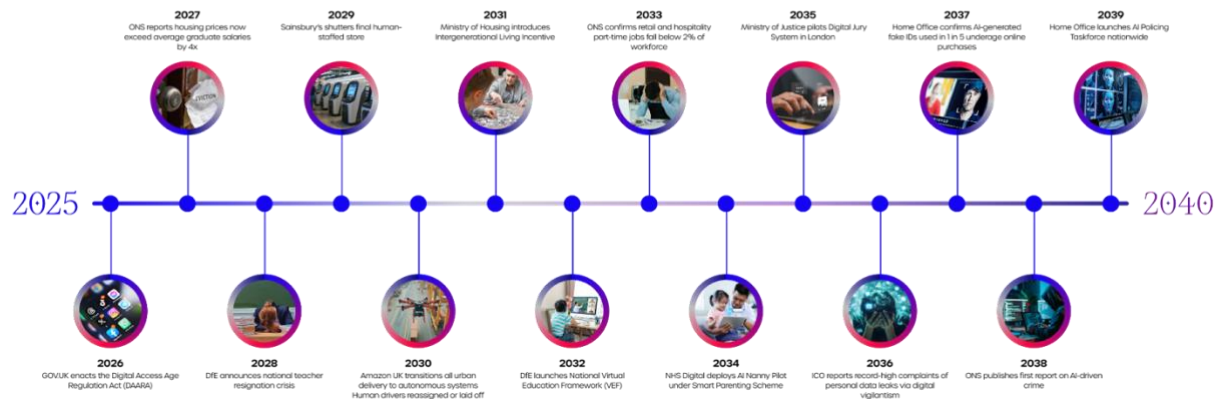 2027
ONS reports housing prices now
exceed average graduate salaries
by 4x
2029
Sainsbury's shutters final human-
staffed store
2031
Ministry of Housing introduces
Intergenerational Living Incentive
2033
ONS confirms retail and hospitality
part-time jobs fall below 2% of
workforce
2035
Ministry of Justice pilots Digital Jury
System in London
2037
Home Office confirms AI-generated
fake IDs used in 1 in 5 underage online
purchases
2039
Home Office launches AI Policing
Taskforce nationwide
2025
2040
2026
GOV.UK enacts the Digital Access Age
Regulation Act (DAARA)
2028
DfE announces national teacher
resignation crisis
2030
Amazon UK transitions all urban
delivery to autonomous systems
Human drivers reassigned or laid off
2032
DfE launches National Virtual
Education Framework (VEF)
2034
NHS Digital deploys AI Nanny Pilot
under Smart Parenting Scheme
2036
ICO reports record-high complaints of
personal data leaks via digital
vigilantism
2038
ONS publishes first report on AI-driven
crime